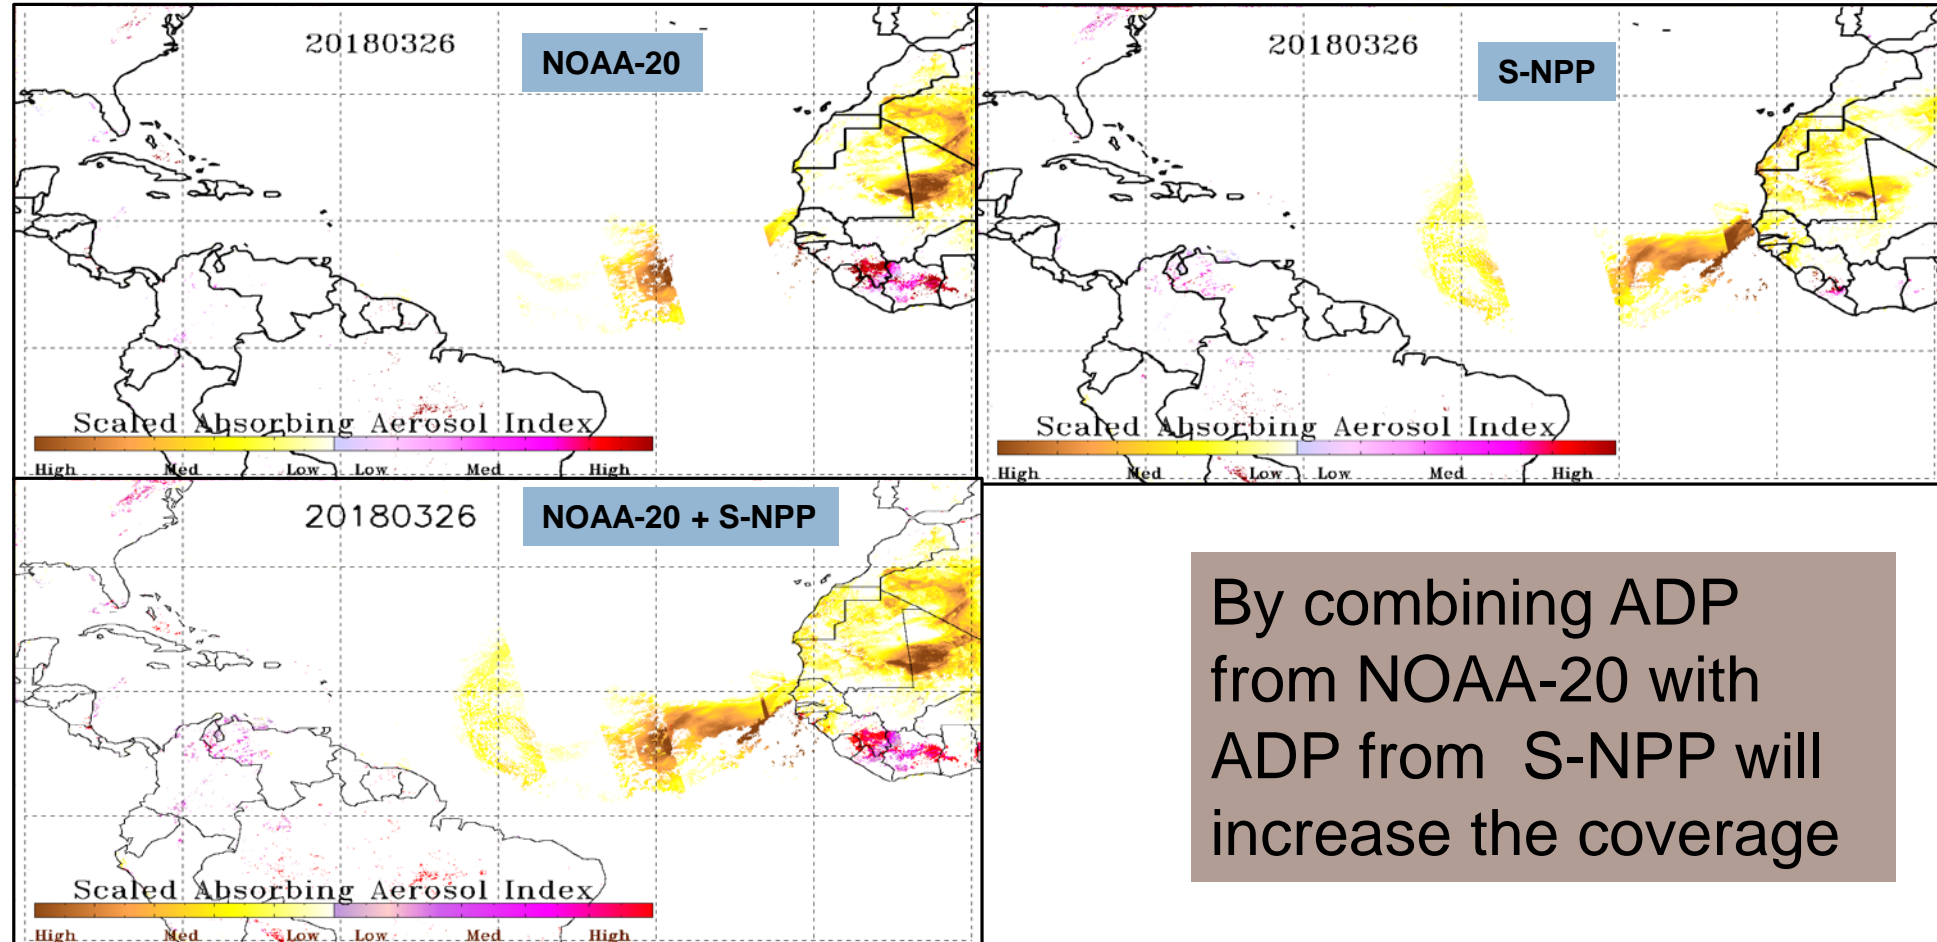 20180326
NOAA-20
Scaled Absorbing Aerosol Index
High Med Low Low Med High
20180326
S-NPP
Scaled Absorbing Aerosol Index
High Med Low Low Med High
20180326
NOAA-20 + S-NPP
Scaled Absorbing Aerosol Index
High Med Low Low Med High
By combining ADP
from NOAA-20 with
ADP from S-NPP will
increase the coverage